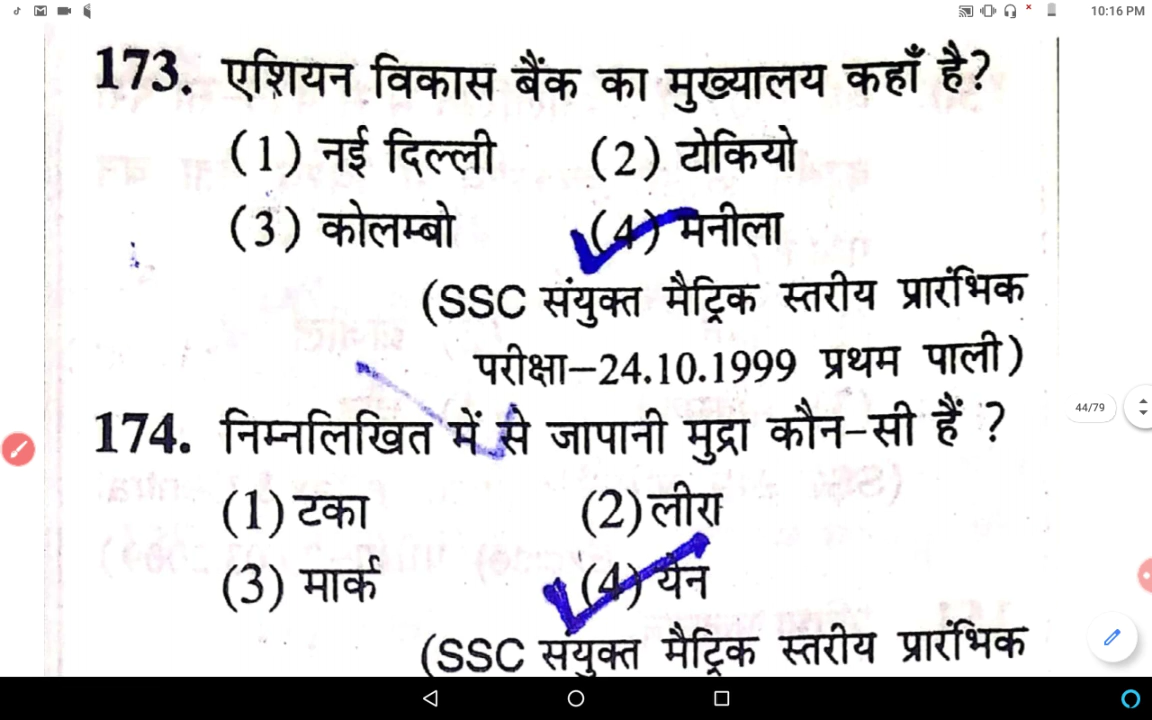 10:16 PM
173. एशियन विकास बैंक का मुख्यालय कहाँ है?
(1) नई दिल्ली (2) टोकियो
(3) कोलम्बो (4) मनीला
(SSC संयुक्त मैट्रिक स्तरीय प्रारंभिक
परीक्षा–24.10.1999 प्रथम पाली)
44/79
174. निम्नलिखित में से जापानी मुद्रा कौन-सी हैं ?
(1) टका (2) लीरा
(3) मार्क (4) येन
(SSC संयुक्त मैट्रिक स्तरीय प्रारंभिक